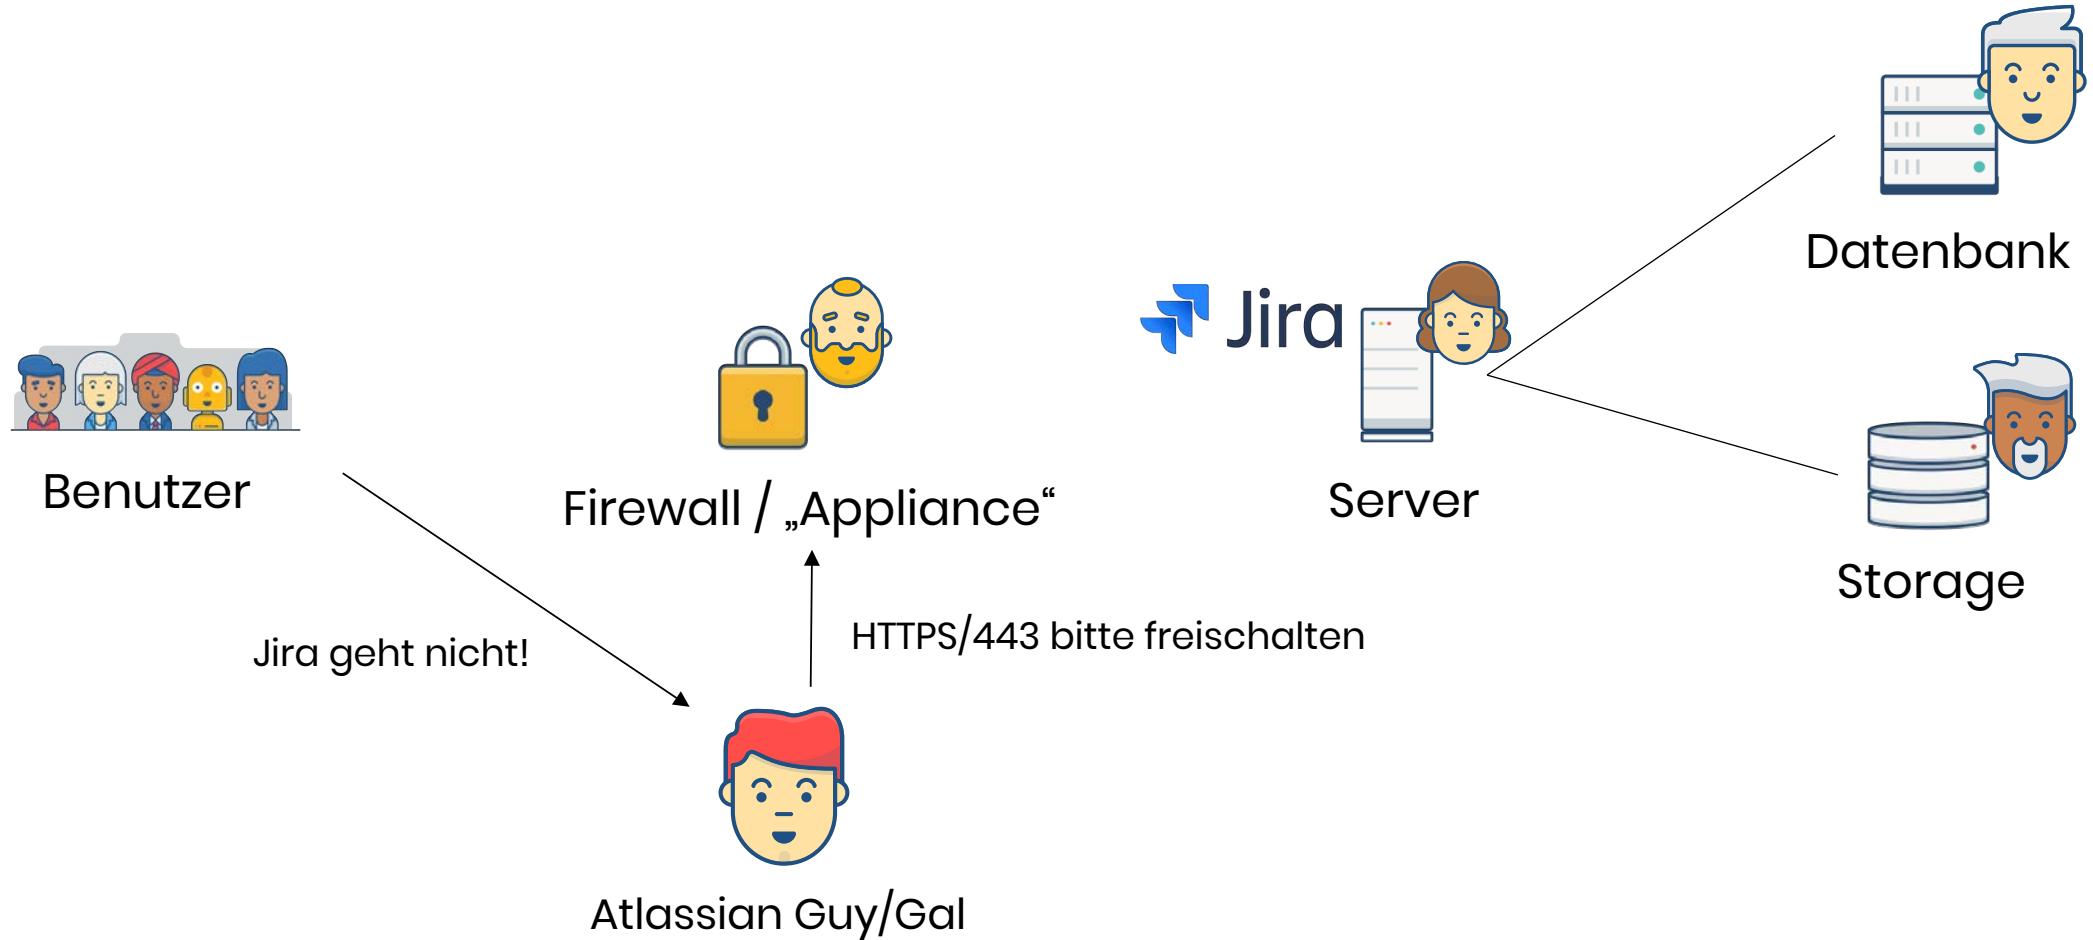 Datenbank
Jira
Benutzer
Firewall / „Appliance“
Server
Storage
Jira geht nicht!
HTTPS/443 bitte freischalten
Atlassian Guy/Gal